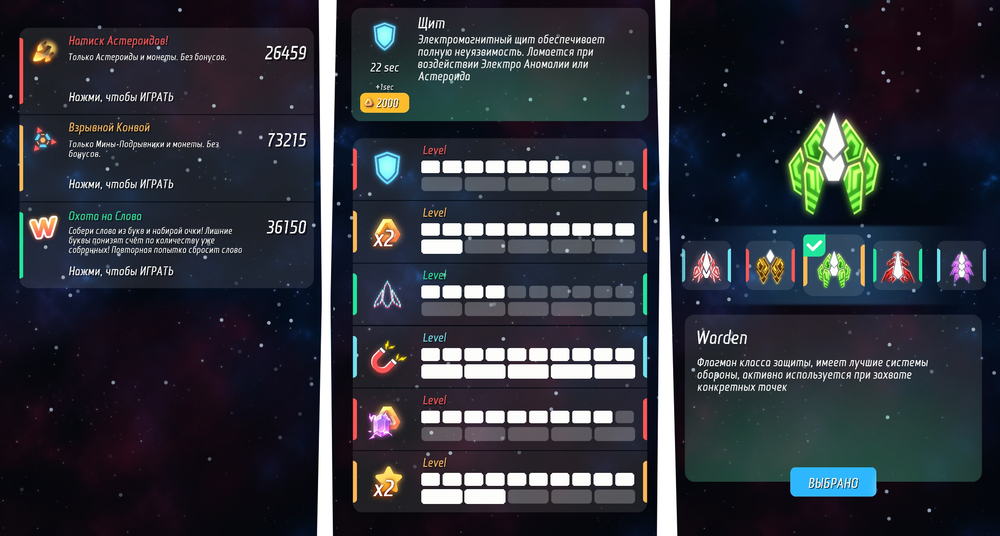 Натиск Астероидов!
26459
Только Астероиды и монеты. Без бонусов.
Нажми, чтобы ИГРАТЬ
Взрывной Конвой
73215
Только Мины-Подрывники и монеты. Без
бонусов.
Нажми, чтобы ИГРАТЬ
W
Охота на Слова
36150
Собери слово из букв и набирай очки! Лишние
буквы понизят счёт по количеству уже
собранных! Повторная попытка сбросит слово
Нажми, чтобы ИГРАТЬ
Щит
Электромагнитный щит обеспечивает
полную неуязвимость. Ломается при
воздействии Электро Аномалии или
Астероида
22 sec
+1sec
2000
Level
Level
x2
Level
Level
Level
Level
x2
Warden
Флагман класса защиты, имеет лучшие системы
обороны, активно используется при захвате
конкретных точек
ВЫБРАНО